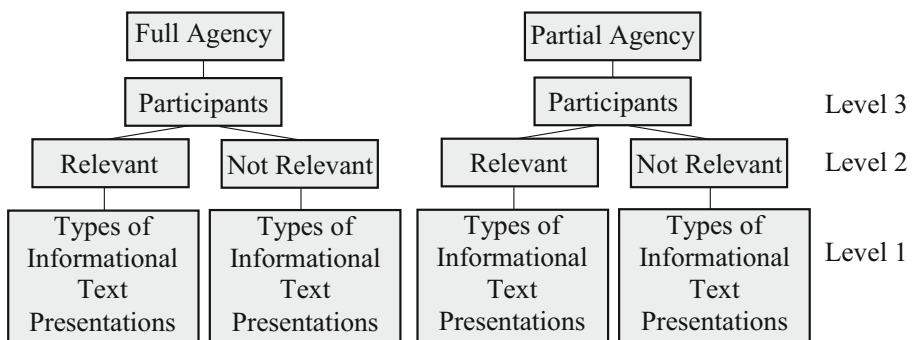 Full Agency
Partial Agency
Participants
Participants
Level 3
Relevant
Not Relevant
Relevant
Not Relevant
Level 2
Types of
Informational
Text
Presentations
Types of
Informational
Text
Presentations
Types of
Informational
Text
Presentations
Types of
Informational
Text
Presentations
Level 1